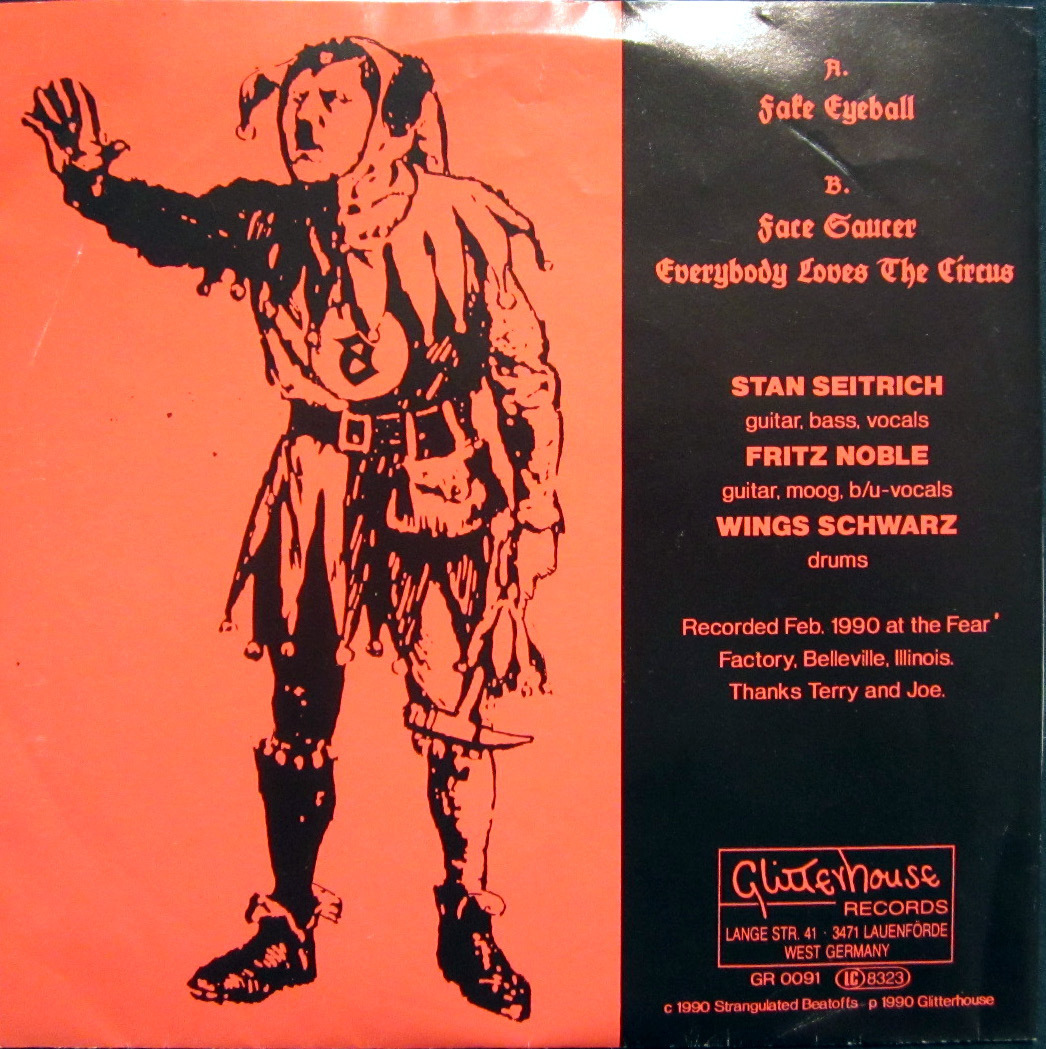 8
A.
Fake Eyeball
B.
Face Saucer
Everybody Loves The Circus
STAN SEITRICH
guitar, bass, vocals
FRITZ NOBLE
guitar, moog, b/u-vocals
WINGS SCHWARZ
drums
Recorded Feb. 1990 at the Fear'
Factory, Belleville, Illinois.
Thanks Terry and Joe.
Glitterhouse
RECORDS
LANGE STR. 41 · 3471 LAUENFÖRDE
WEST GERMANY
GR 0091 LC 8323
c 1990 Strangulated Beatoffs p 1990 Glitterhouse